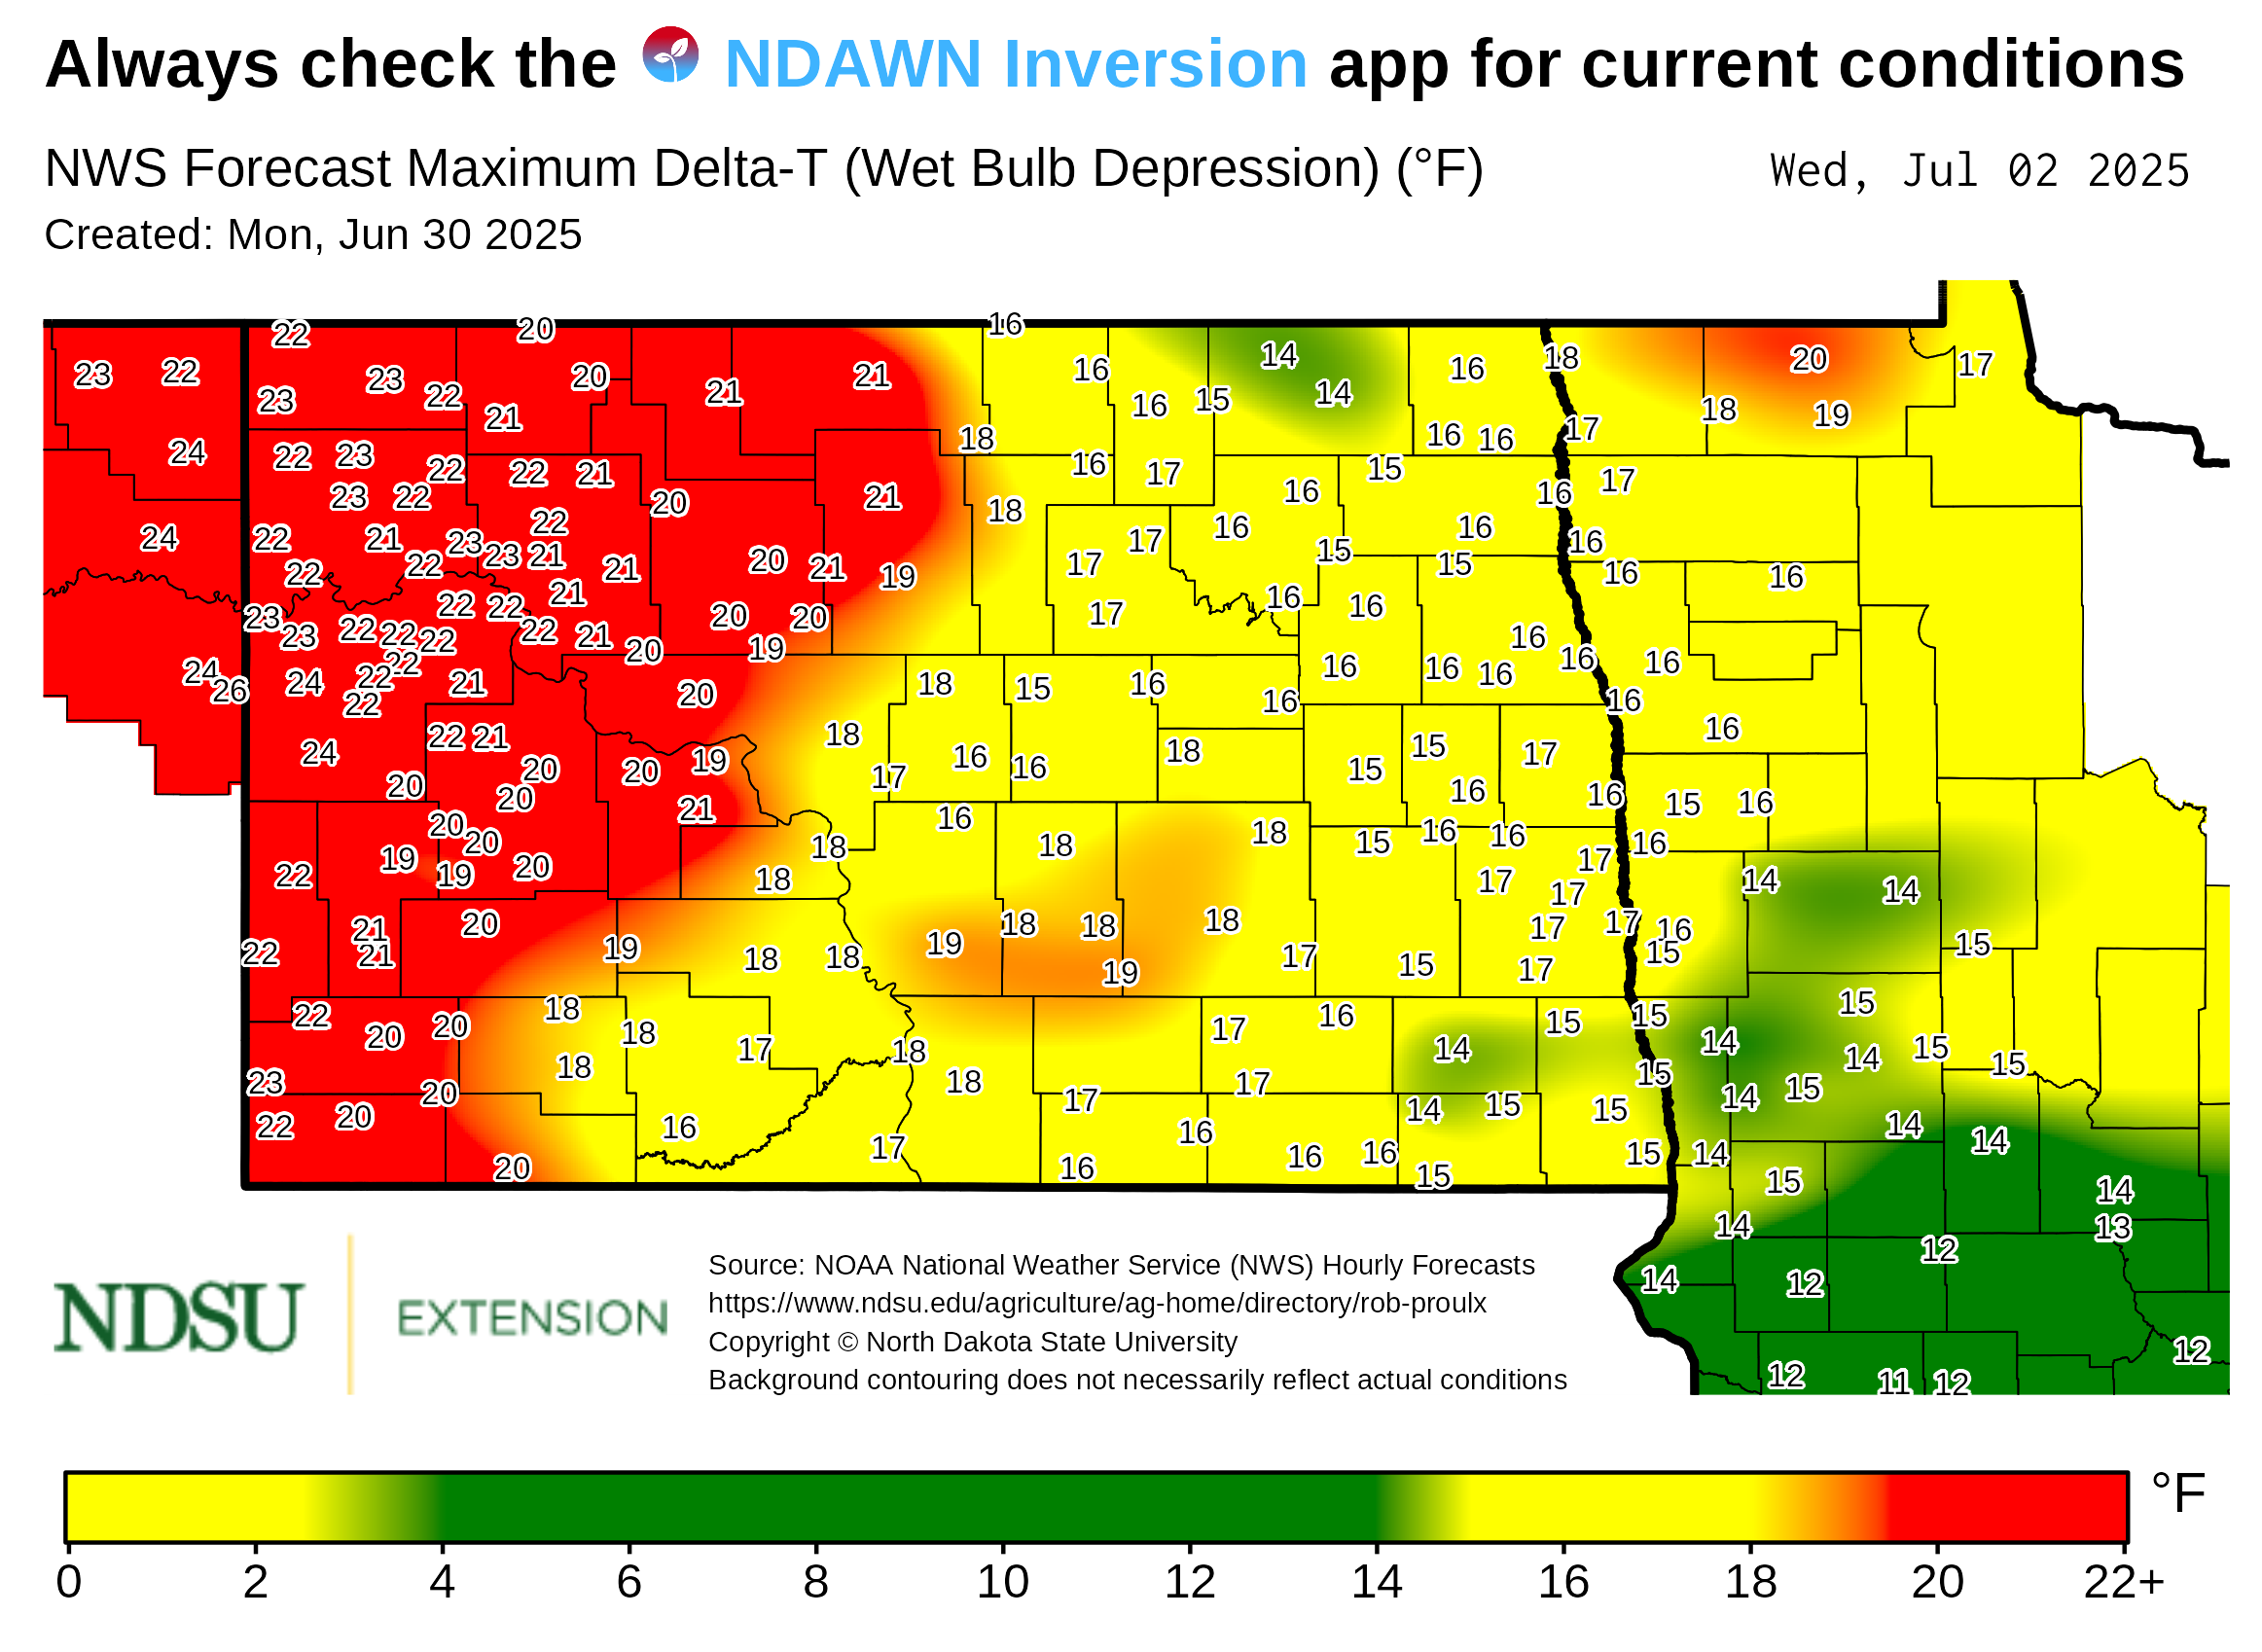 Always check the NDAWN Inversion app for current conditions
NWS Forecast Maximum Delta-T (Wet Bulb Depression) (°F) Wed, Jul 02 2025
Created: Mon, Jun 30 2025
22 20 16
23 22 23 20 21 21 16 14 16 18 20 17
23 22 21 16 15 14 18 19
24 18 16 16 17
22 23 22 22 21 16 17 15 17
23 22 20 21 18 16 16
24 22 21 23 22 23 21 17 16 16 16
22 22 21 21 20 21 19 17 15 15 16 16
23 22 22 20 20 17 16 16
23 22 22 22 22 21 20 19 16 16 16
24 26 24 22 22 22 21 20 18 15 16 16 16 16 16 16
24 22 21 18 16
20 20 19 16 16 18 15 15 17
20 20 21 17 16 16 15 16
20 20 18 16 18 18 15 16 16 16
22 19 19 20 18 17 17 17 14 14
21 20 19 18 18 19 18 18 18 17 17 16
22 21 19 17 15 17 15 15
22 20 20 18 18 17 18 17 16 14 15 15 14 15
23 20 18 18 17 15 14 15 15
22 20 17 14 15 15 14 15 14
16 17 16 16 16 15 14 14
20 16 15 15 14
14 13
14 12 12
12
12 11 12
NDSU EXTENSION
Source: NOAA National Weather Service (NWS) Hourly Forecasts
https://www.ndsu.edu/agriculture/ag-home/directory/rob-proulx
Copyright © North Dakota State University
Background contouring does not necessarily reflect actual conditions
°F
0 2 4 6 8 10 12 14 16 18 20 22+